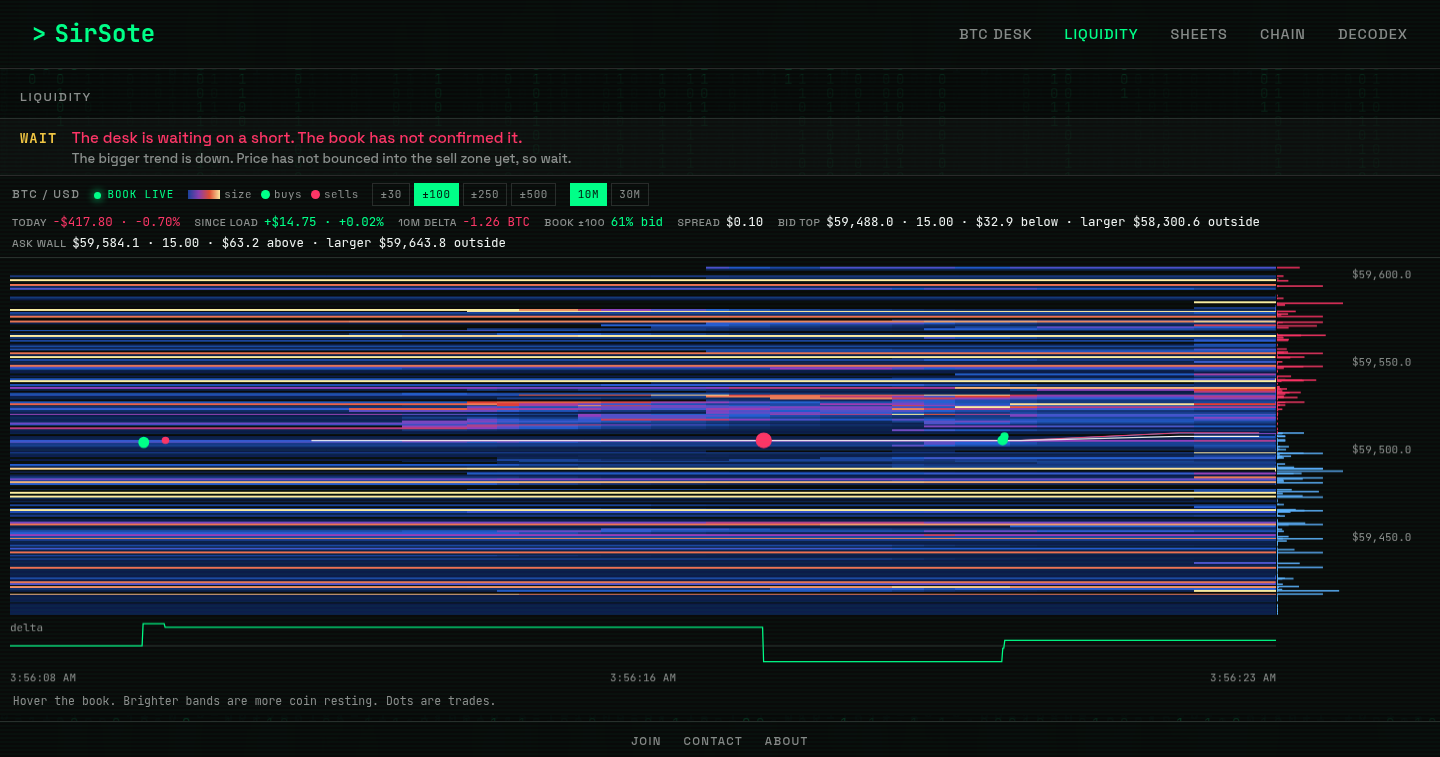 > SirSote
BTC DESK LIQUIDITY SHEETS CHAIN DECODEX
LIQUIDITY
WAIT The desk is waiting on a short. The book has not confirmed it.
The bigger trend is down. Price has not bounced into the sell zone yet, so wait.
BTC / USD BOOK LIVE size buys sells ±30 ±100 ±250 ±500 10M 30M
TODAY -$417.80 · -0.70% SINCE LOAD +$14.75 · +0.02% 10M DELTA -1.26 BTC BOOK ±100 61% bid SPREAD $0.10 BID TOP $59,488.0 · 15.00 · $32.9 below · larger $58,300.6 outside
ASK WALL $59,584.1 · 15.00 · $63.2 above · larger $59,643.8 outside
$59,600.0
$59,550.0
$59,500.0
$59,450.0
delta
3:56:08 AM 3:56:16 AM 3:56:23 AM
Hover the book. Brighter bands are more coin resting. Dots are trades.
JOIN CONTACT ABOUT